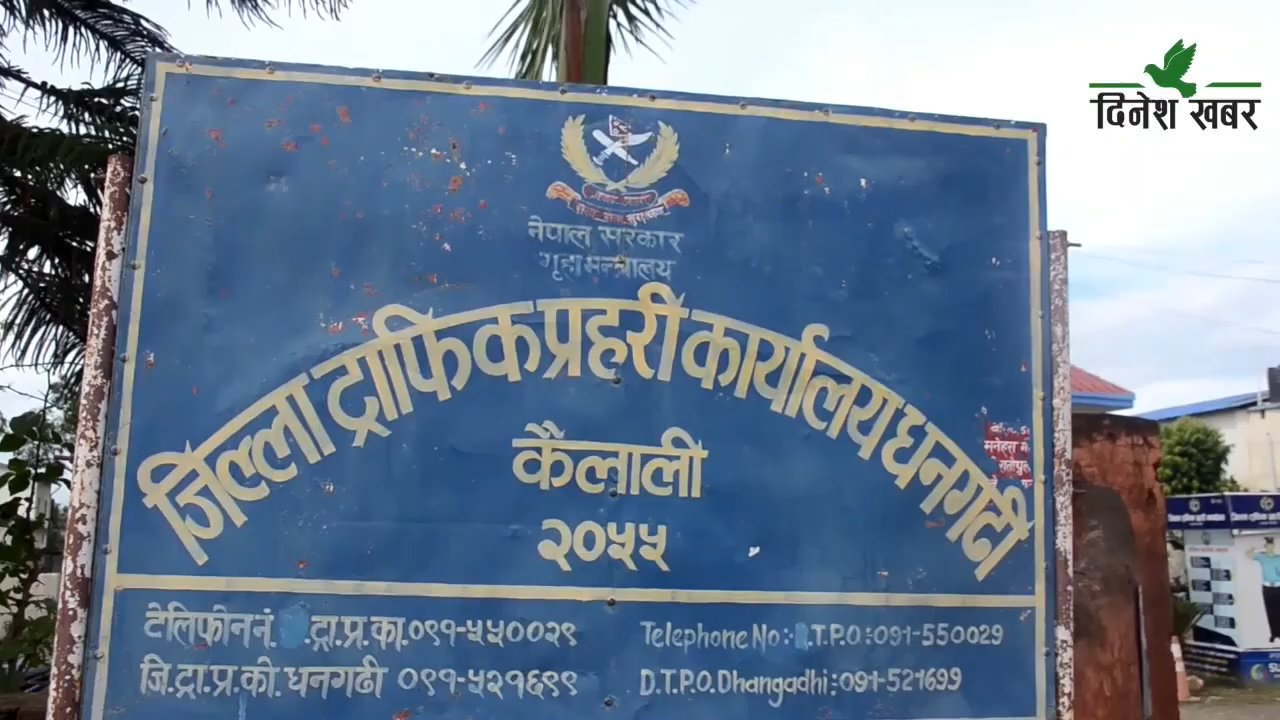 दिनेश खबर
नेपाल सरकार
गृह मन्त्रालय
जिल्ला ट्राफिक प्रहरी कार्यालय धनगढी
कैलाली
२०५५
टेलिफोन नं. .ट्रा.प्र.का.०९१-५५००२९
Telephone No:- R.T.P.O:091-550029
जि.ट्रा.प्र.को.धनगढी ०९१-५२१६९९
D.T.P.O.Dhangadhi:091-521699